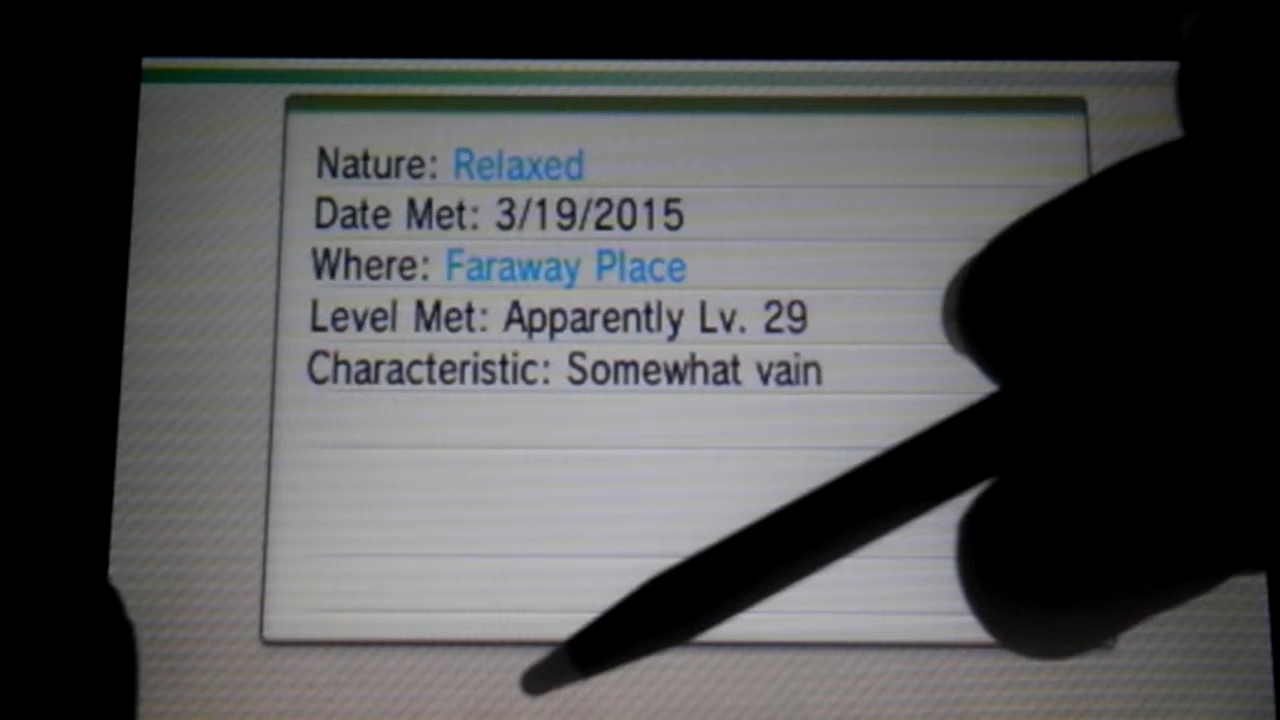 Nature: Relaxed
Date Met: 3/19/2015
Where: Faraway Place
Level Met: Apparently Lv. 29
Characteristic: Somewhat vain